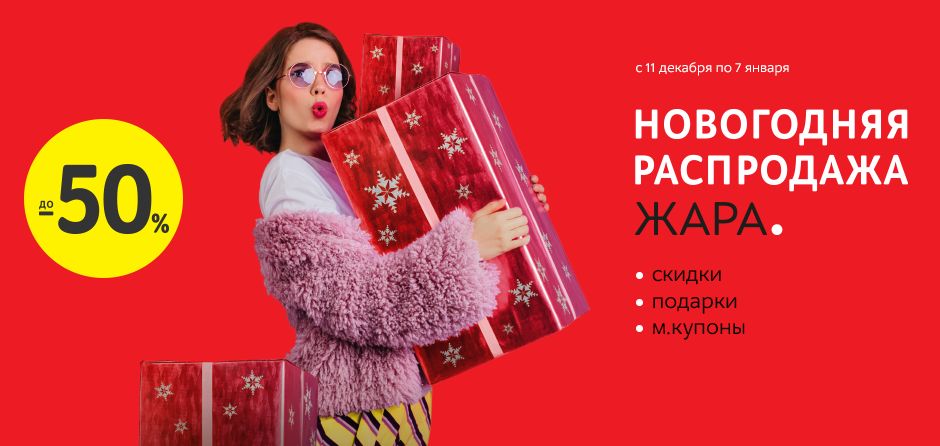 до
-50%
с 11 декабря по 7 января
НОВОГОДНЯЯ
РАСПРОДАЖА
ЖАРА.
• скидки
• подарки
• м.купоны